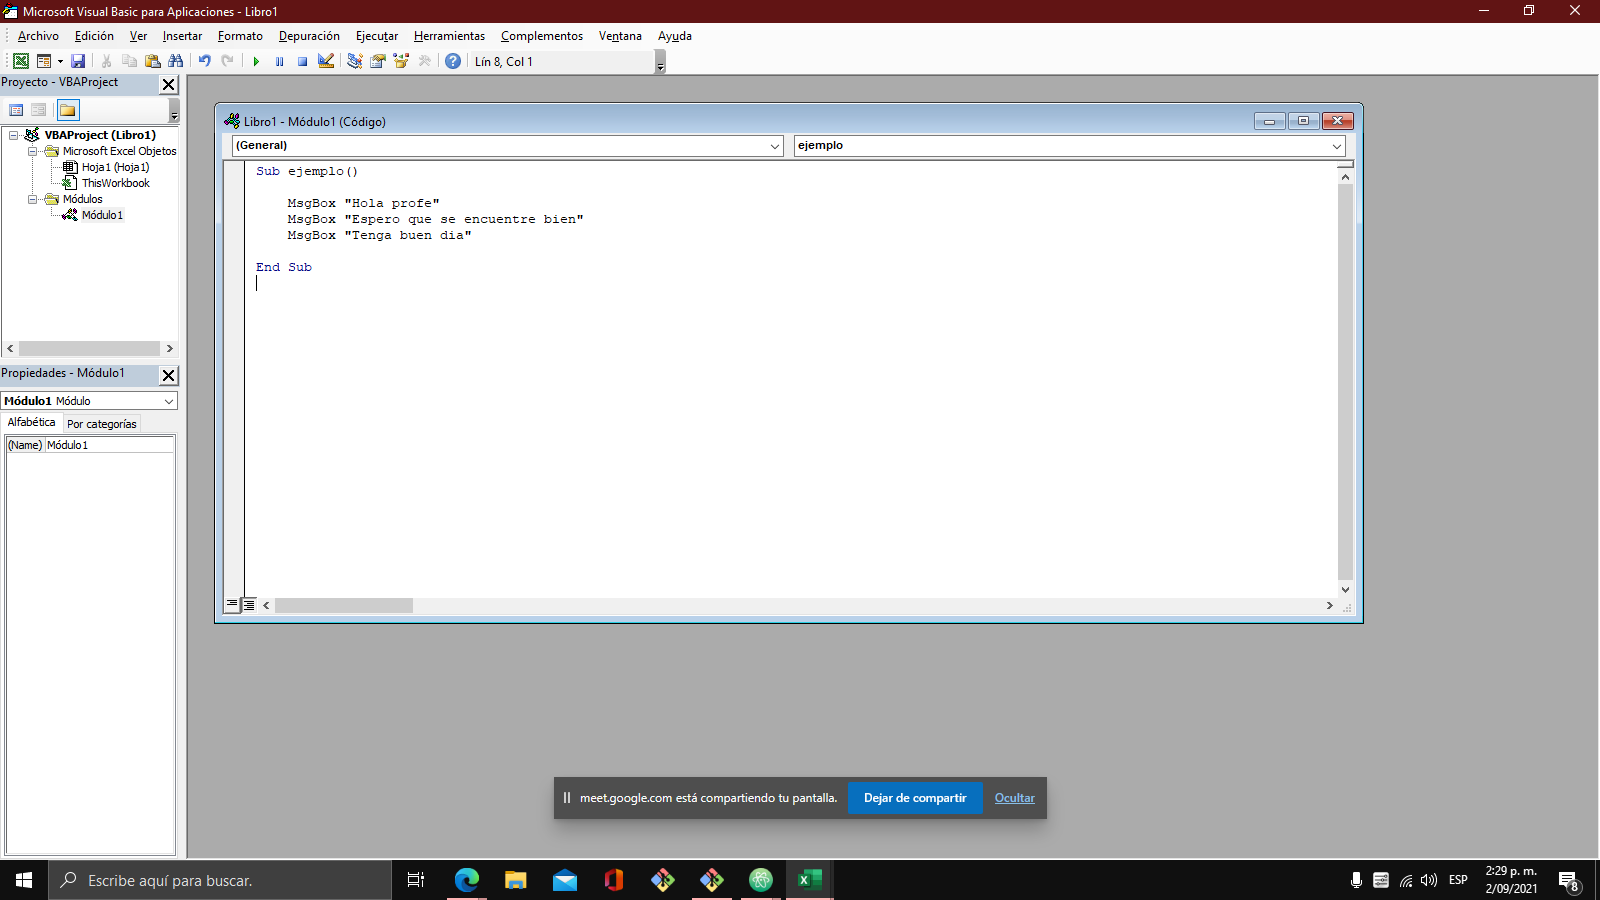 Microsoft Visual Basic para Aplicaciones - Libro1
Archivo Edición Ver Insertar Formato Depuración Ejecutar Herramientas Complementos Ventana Ayuda
Lín 8, Col 1
Proyecto - VBAProject
VBAProject (Libro1)
Microsoft Excel Objetos
Hoja1 (Hoja1)
ThisWorkbook
Módulos
Módulo1
Propiedades - Módulo1
Módulo1 Módulo
Alfabética Por categorías
(Name) Módulo1
Libro1 - Módulo1 (Código)
(General) ejemplo
Sub ejemplo()
MsgBox "Hola profe"
MsgBox "Espero que se encuentre bien"
MsgBox "Tenga buen dia"
End Sub
meet.google.com está compartiendo tu pantalla. Dejar de compartir Ocultar
Escribe aquí para buscar.
ESP
2:29 p. m.
2/09/2021
8